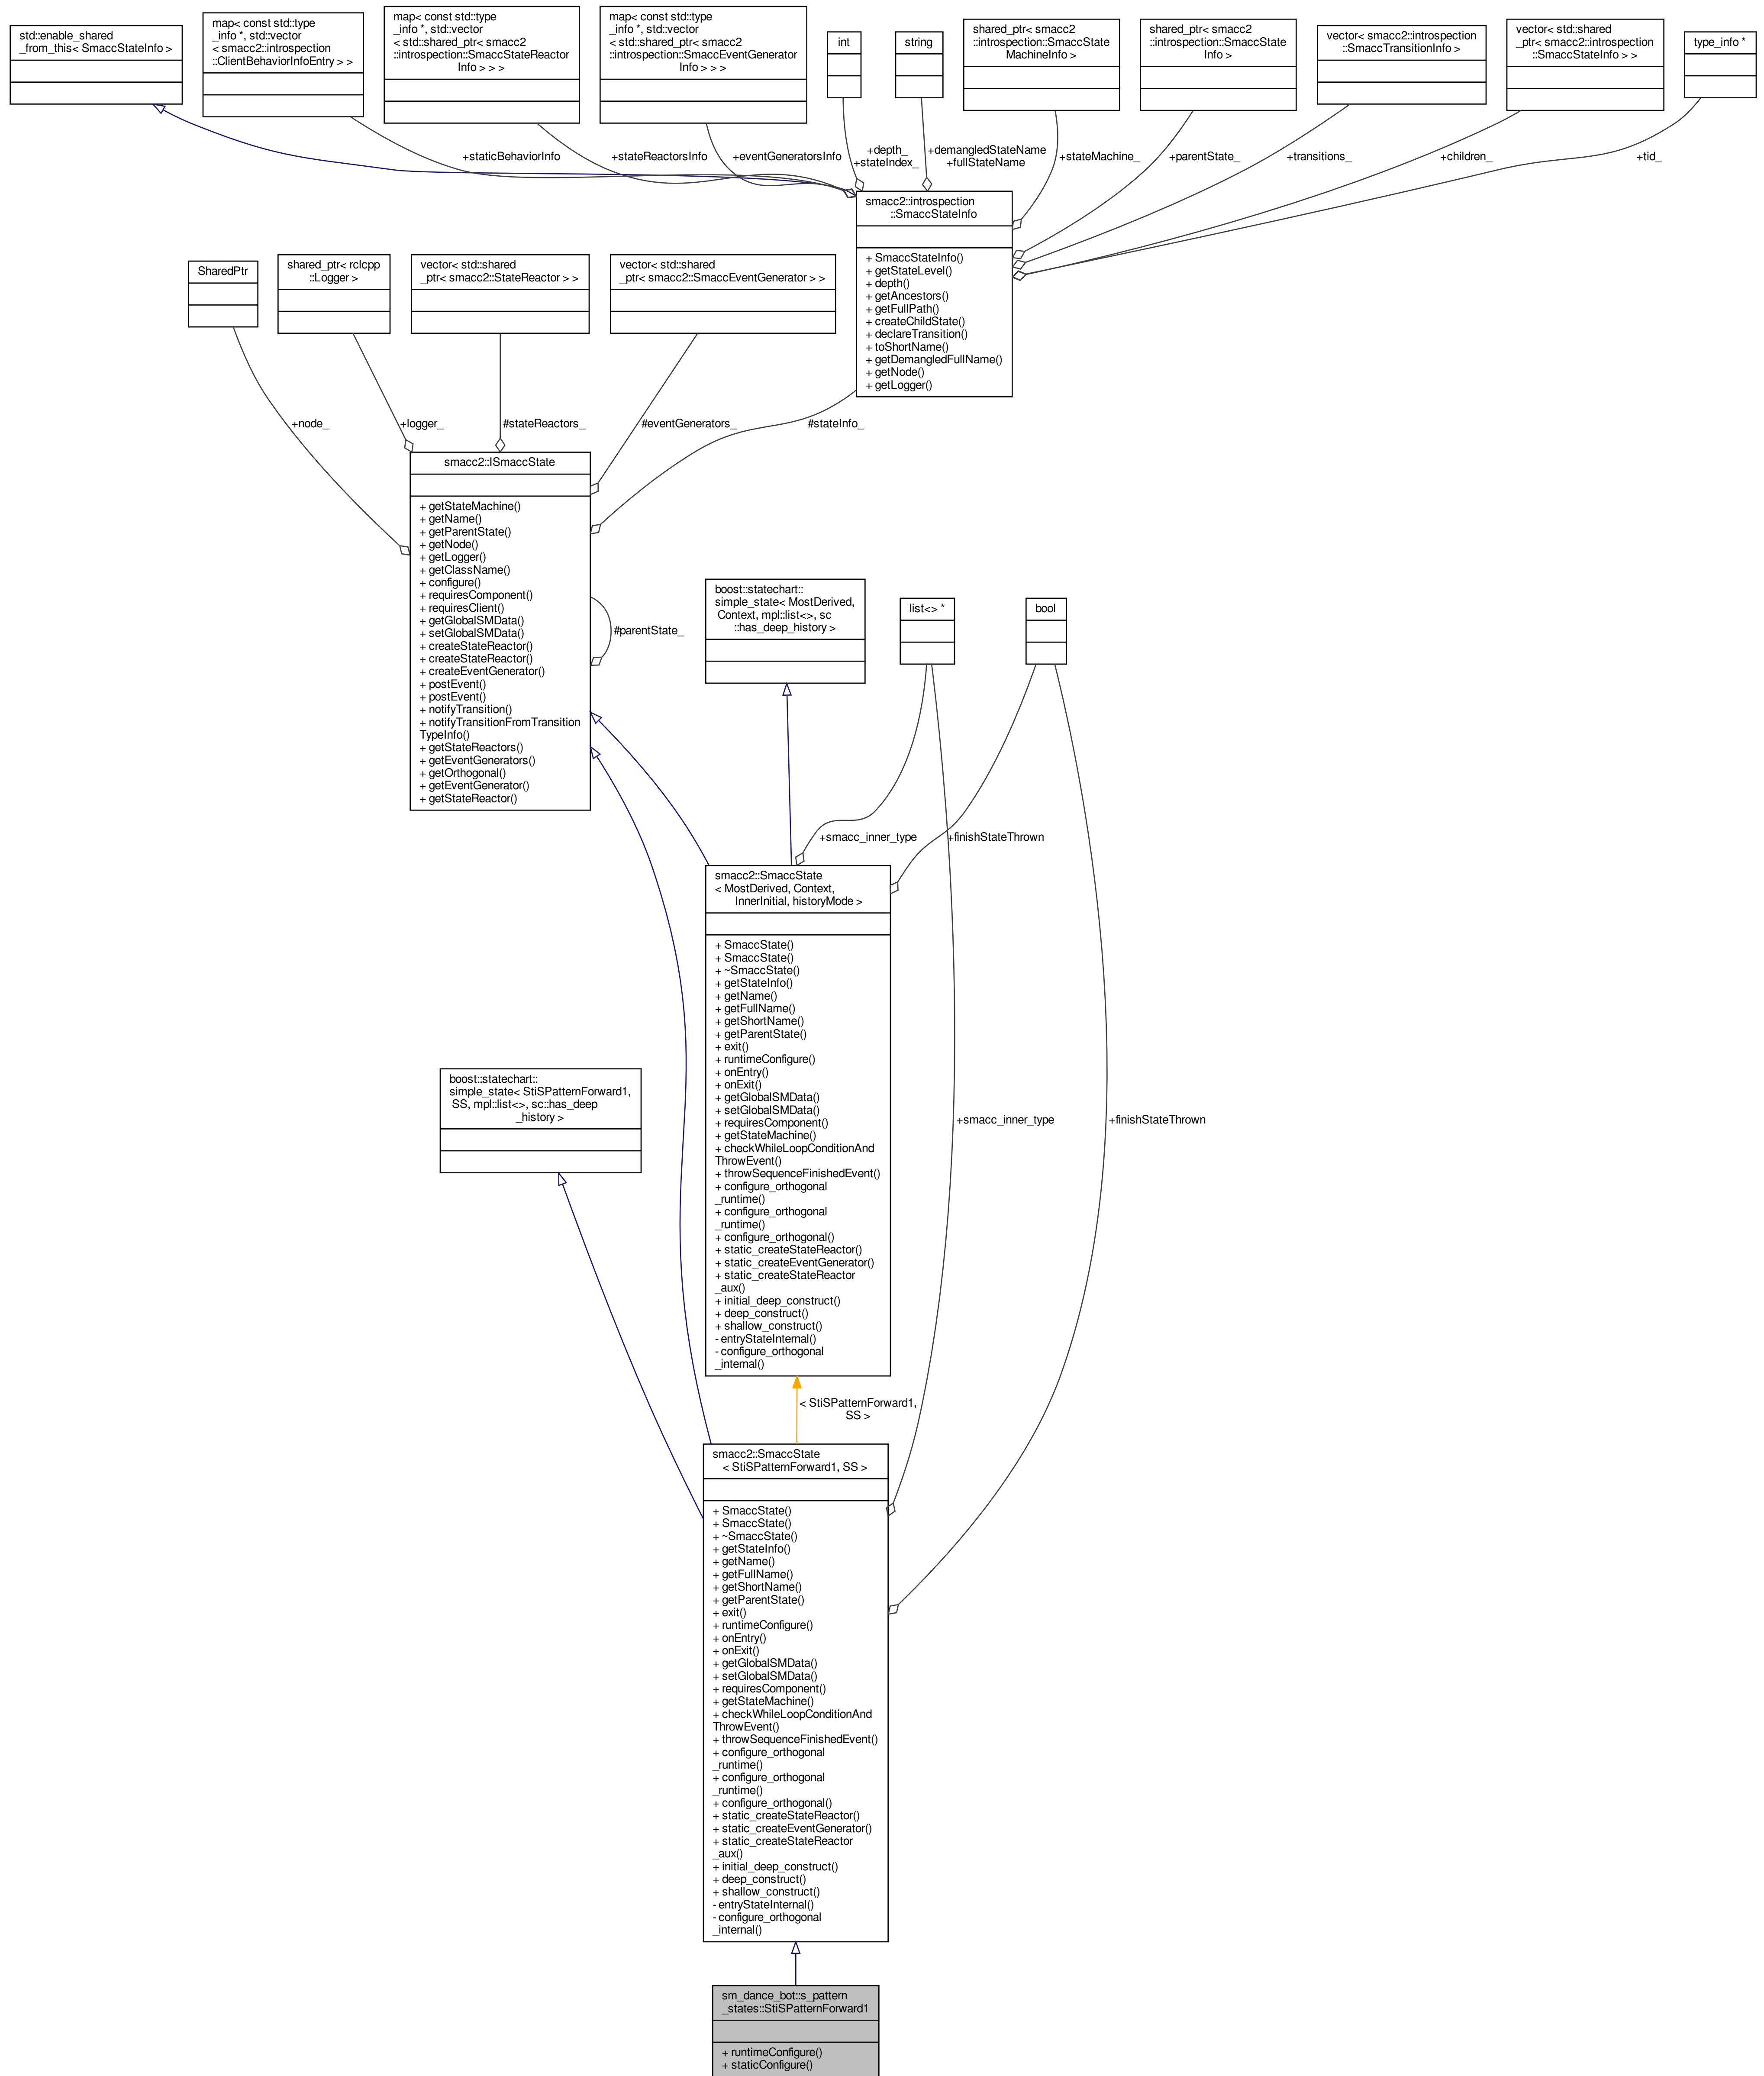 std::enable_shared
_from_this< SmaccStateInfo >
map< const std::type
_info *, std::vector
< smacc2::introspection
::ClientBehaviorInfoEntry > >
map< const std::type
_info *, std::vector
< std::shared_ptr< smacc2
::introspection::SmaccStateReactor
Info > > >
map< const std::type
_info *, std::vector
< std::shared_ptr< smacc2
::introspection::SmaccEventGenerator
Info > > >
int
string
shared_ptr< smacc2
::introspection::SmaccState
MachineInfo >
shared_ptr< smacc2
::introspection::SmaccState
Info >
vector< smacc2::introspection
::SmaccTransitionInfo >
vector< std::shared
_ptr< smacc2::introspection
::SmaccStateInfo > >
type_info *
+staticBehaviorInfo
+stateReactorsInfo
+eventGeneratorsInfo
+depth_
+stateIndex_
+demangledStateName
+fullStateName
+stateMachine_
+parentState_
+transitions_
+children_
+tid_
smacc2::introspection
::SmaccStateInfo
+ SmaccStateInfo()
+ getStateLevel()
+ depth()
+ getAncestors()
+ getFullPath()
+ createChildState()
+ declareTransition()
+ toShortName()
+ getDemangledFullName()
+ getNode()
+ getLogger()
SharedPtr
shared_ptr< rclcpp
::Logger >
vector< std::shared
_ptr< smacc2::StateReactor > >
vector< std::shared
_ptr< smacc2::SmaccEventGenerator > >
+node_
+logger_
#stateReactors_
#eventGenerators_
#stateInfo_
smacc2::ISmaccState
+ getStateMachine()
+ getName()
+ getParentState()
+ getNode()
+ getLogger()
+ getClassName()
+ configure()
+ requiresComponent()
+ requiresClient()
+ getGlobalSMData()
+ setGlobalSMData()
+ createStateReactor()
+ createStateReactor()
+ createEventGenerator()
+ postEvent()
+ postEvent()
+ notifyTransition()
+ notifyTransitionFromTransition
TypeInfo()
+ getStateReactors()
+ getEventGenerators()
+ getOrthogonal()
+ getEventGenerator()
+ getStateReactor()
#parentState_
boost::statechart::
simple_state< MostDerived,
Context, mpl::list<>, sc
::has_deep_history >
list<> *
bool
+smacc_inner_type
+finishStateThrown
smacc2::SmaccState
< MostDerived, Context,
InnerInitial, historyMode >
+ SmaccState()
+ SmaccState()
+ ~SmaccState()
+ getStateInfo()
+ getName()
+ getFullName()
+ getShortName()
+ getParentState()
+ exit()
+ runtimeConfigure()
+ onEntry()
+ onExit()
+ getGlobalSMData()
+ setGlobalSMData()
+ requiresComponent()
+ getStateMachine()
+ checkWhileLoopConditionAnd
ThrowEvent()
+ throwSequenceFinishedEvent()
+ configure_orthogonal
_runtime()
+ configure_orthogonal
_runtime()
+ configure_orthogonal()
+ static_createStateReactor()
+ static_createEventGenerator()
+ static_createStateReactor
_aux()
+ initial_deep_construct()
+ deep_construct()
+ shallow_construct()
- entryStateInternal()
- configure_orthogonal
_internal()
boost::statechart::
simple_state< StiSPatternForward1,
SS, mpl::list<>, sc::has_deep
_history >
+smacc_inner_type
+finishStateThrown
< StiSPatternForward1,
SS >
smacc2::SmaccState
< StiSPatternForward1, SS >
+ SmaccState()
+ SmaccState()
+ ~SmaccState()
+ getStateInfo()
+ getName()
+ getFullName()
+ getShortName()
+ getParentState()
+ exit()
+ runtimeConfigure()
+ onEntry()
+ onExit()
+ getGlobalSMData()
+ setGlobalSMData()
+ requiresComponent()
+ getStateMachine()
+ checkWhileLoopConditionAnd
ThrowEvent()
+ throwSequenceFinishedEvent()
+ configure_orthogonal
_runtime()
+ configure_orthogonal
_runtime()
+ configure_orthogonal()
+ static_createStateReactor()
+ static_createEventGenerator()
+ static_createStateReactor
_aux()
+ initial_deep_construct()
+ deep_construct()
+ shallow_construct()
- entryStateInternal()
- configure_orthogonal
_internal()
sm_dance_bot::s_pattern
_states::StiSPatternForward1
+ runtimeConfigure()
+ staticConfigure()